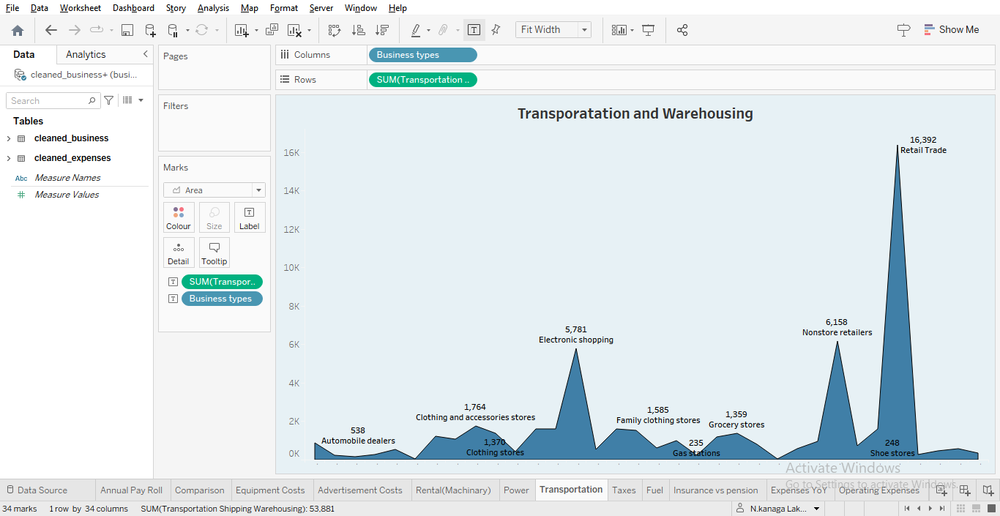 File Data Worksheet Dashboard Story Analysis Map Format Server Window Help
Fit Width
Show Me
Data Analytics
cleaned_business+ (busi...
Search
Tables
cleaned_business
cleaned_expenses
Abc Measure Names
# Measure Values
Pages
Filters
Marks
Area
Colour Size Label
Detail Tooltip
SUM(Transpor..
Business types
Columns Business types
Rows SUM(Transportation ..
Transporatation and Warehousing
16K
14K
12K
10K
8K
6K
4K
2K
0K
538
Automobile dealers
1,764
Clothing and accessories stores
1,370
Clothing stores
5,781
Electronic shopping
1,585
Family clothing stores
235
Gas stations
1,359
Grocery stores
6,158
Nonstore retailers
248
Shoe stores
16,392
Retail Trade
Activate Windows
Go to Settings to activate Windows.
Data Source Annual Pay Roll Comparison Equipment Costs Advertisement Costs Rental(Machinary) Power Transportation Taxes Fuel Insurance vs pension Expenses YoY Operating Expenses
34 marks 1 row by 34 columns SUM(Transportation Shipping Warehousing): 53,881
N.kanaga Lak...